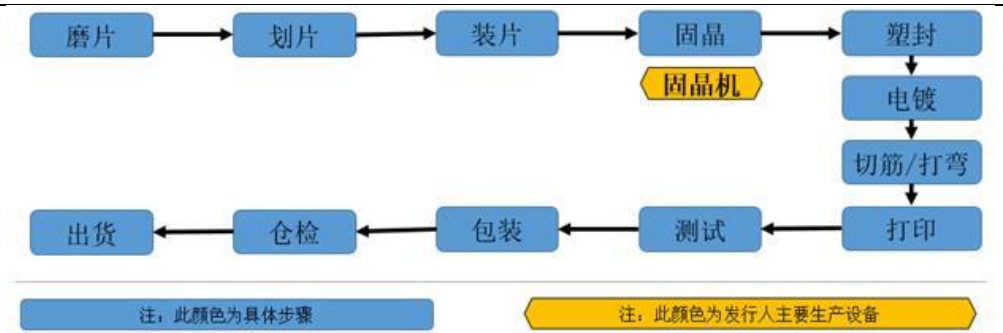 磨片
划片
装片
固晶
塑封
固晶机
电镀
切筋/打弯
出货
仓检
包装
测试
打印
注：此颜色为具体步骤
注：此颜色为发行人主要生产设备